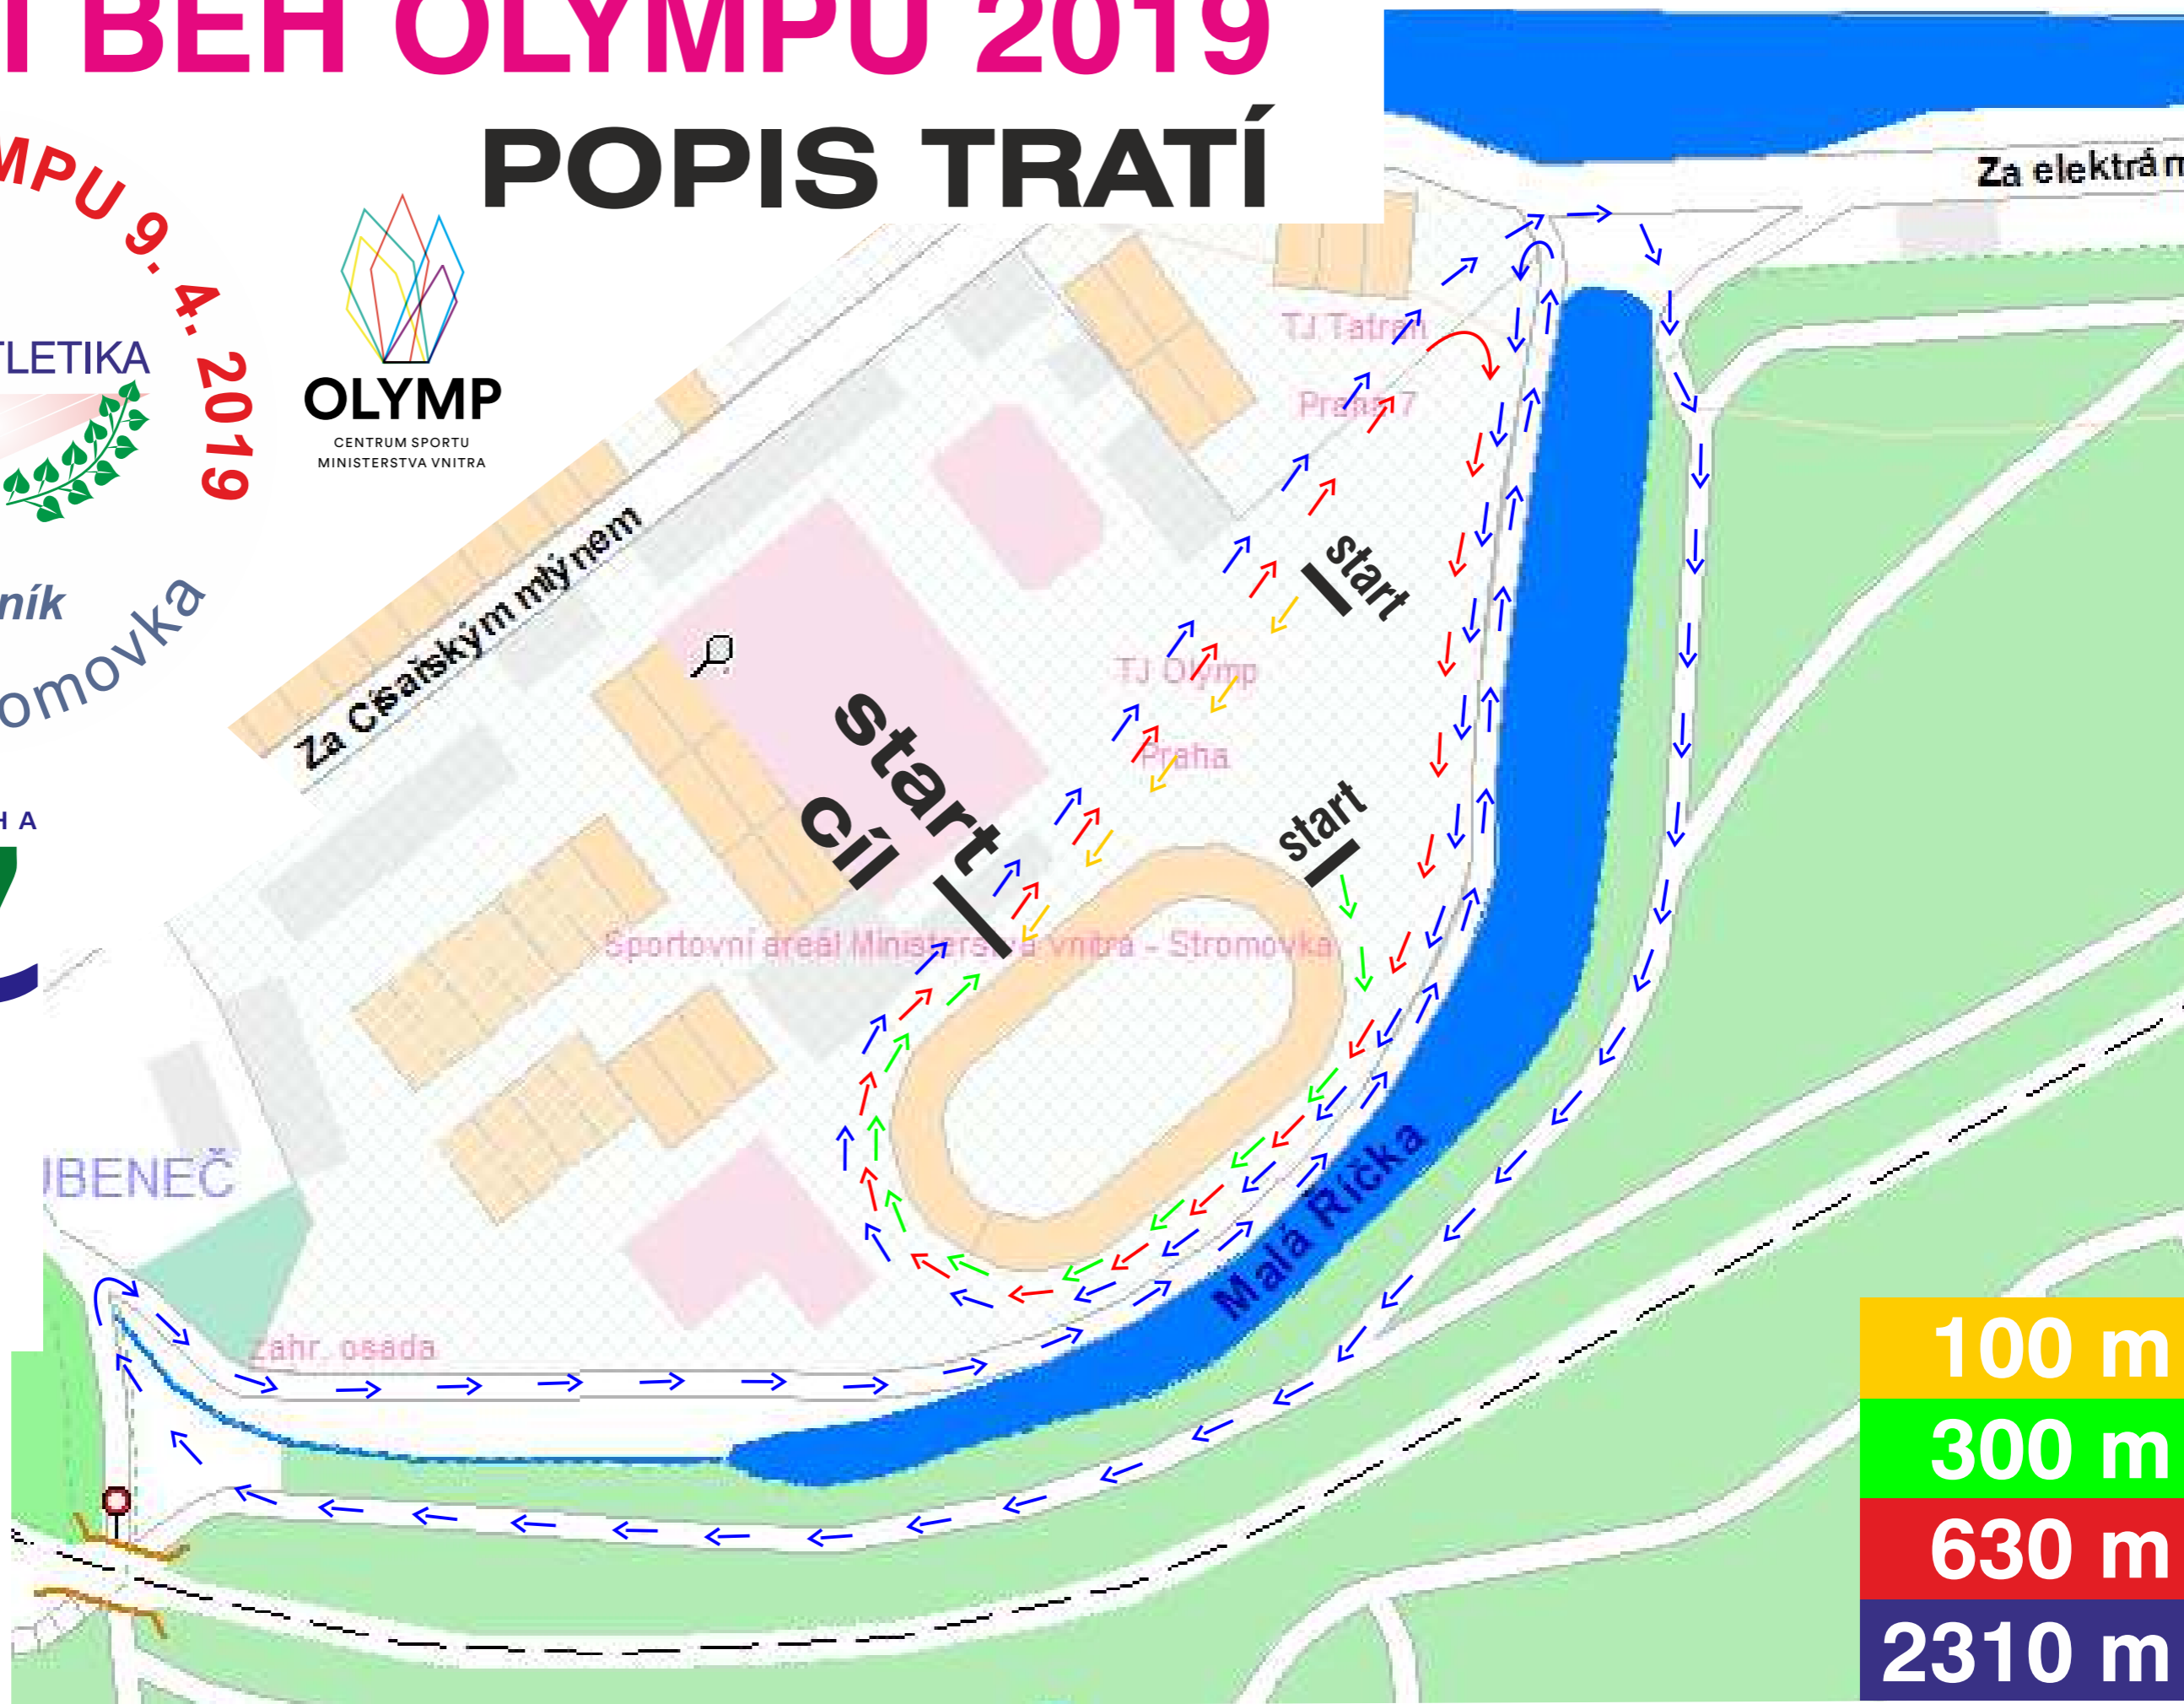 BĚH OLYMPU 2019
POPIS TRATÍ
MPU 9. 4. 2019
TLETIKA
ník
omovka
H A
OLYMP
CENTRUM SPORTU
MINISTERSTVA VNITRA
Za elektrárn
TJ Tatran
Praha 7
Za Císařským mlýnem
start
TJ Olymp
Praha
start
cíl
start
Sportovní areál Ministerstva vnitra - Stromovka
UBENEČ
Malá Říčka
zahr. osada
100 m
300 m
630 m
2310 m